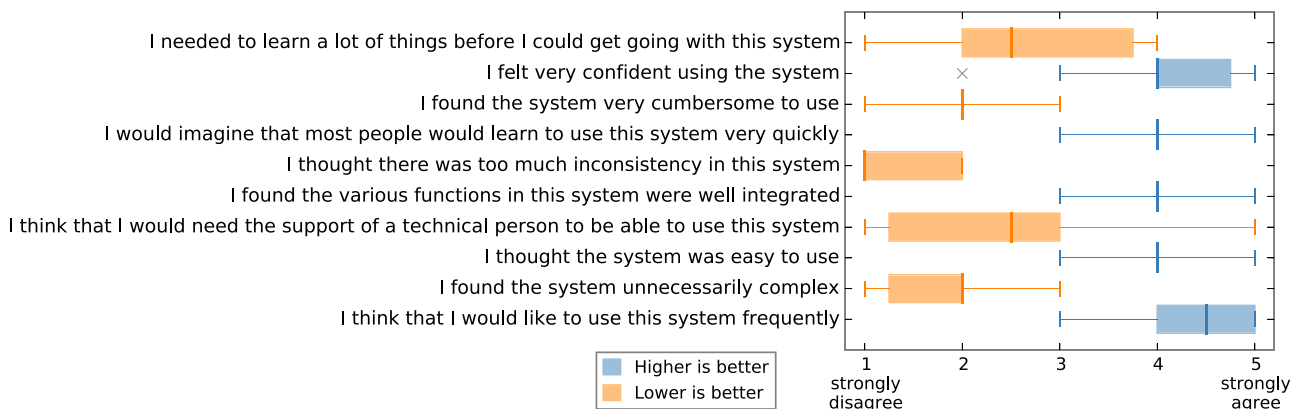 I needed to learn a lot of things before I could get going with this system
I felt very confident using the system
I found the system very cumbersome to use
I would imagine that most people would learn to use this system very quickly
I thought there was too much inconsistency in this system
I found the various functions in this system were well integrated
I think that I would need the support of a technical person to be able to use this system
I thought the system was easy to use
I found the system unnecessarily complex
I think that I would like to use this system frequently
1 2 3 4 5
strongly disagree
strongly agree
Higher is better
Lower is better